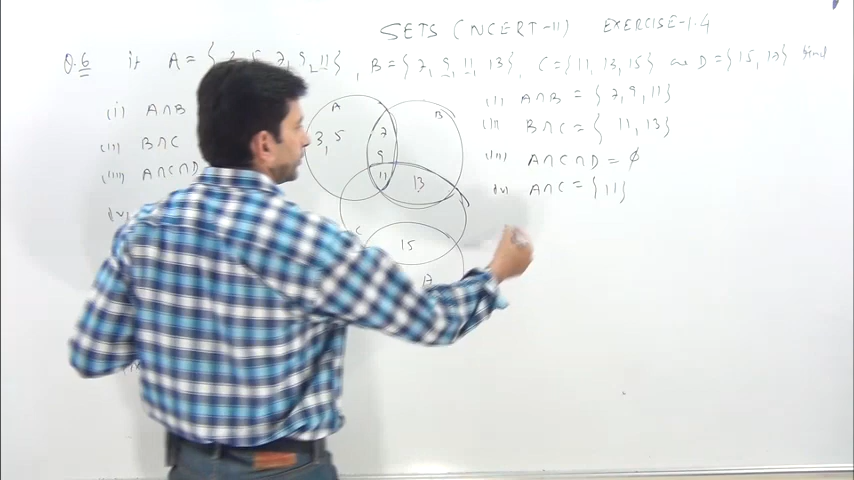 SETS (NCERT-11) EXERCISE-1.4
Q.6 if A = { 3, 5, 7, 9, 11 } , B = { 7, 9, 11, 13 } , C = { 11, 13, 15 } and D = { 15, 17 } find
(i) A∩B
(ii) B∩C
(iii) A∩C∩D
(iv)
A
B
3, 5
7
9
11
13
C
15
17
(i) A∩B = { 7, 9, 11 }
(ii) B∩C = { 11, 13 }
(iii) A∩C∩D = ϕ
(iv) A∩C = { 11 }